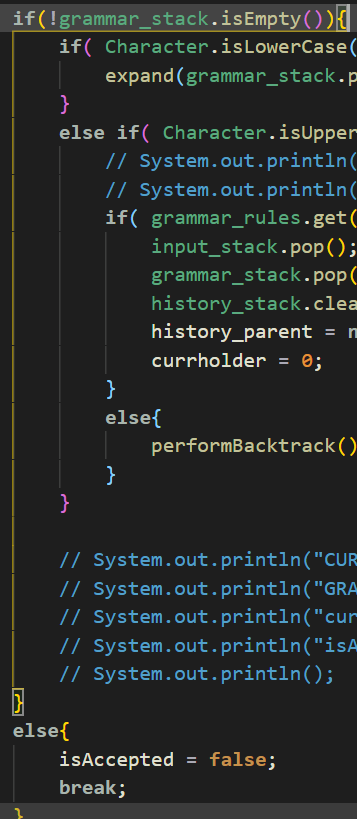 if(!grammar_stack.isEmpty()){
if( Character.isLowerCase(
expand(grammar_stack.p
}
else if( Character.isUpper
// System.out.println(
// System.out.println(
if( grammar_rules.get(
input_stack.pop();
grammar_stack.pop(
history_stack.clea
history_parent = n
currholder = 0;
}
else{
performBacktrack()
}
}
// System.out.println("CUR
// System.out.println("GRA
// System.out.println("cur
// System.out.println("isA
// System.out.println();
}
else{
isAccepted = false;
break;
}